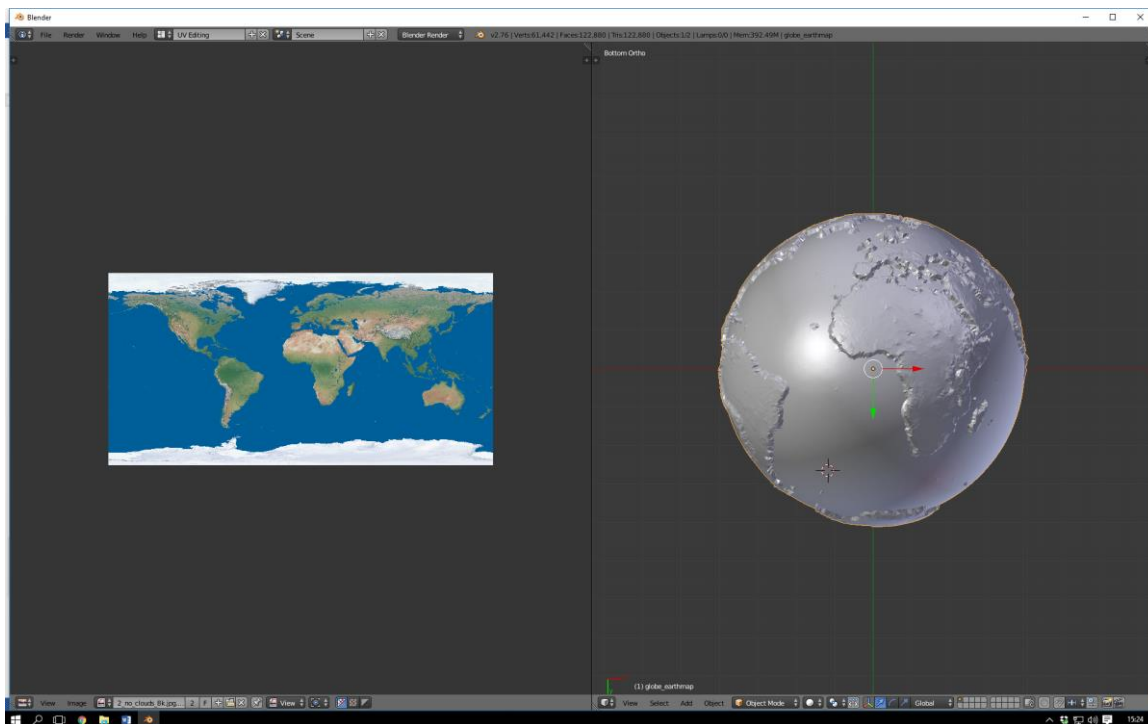 Blender
File Render Window Help UV Editing Scene Blender Render v2.76 | Verts:61,442 | Faces:122,880 | Tris:122,880 | Objects:1/2 | Lamps:0/0 | Mem:392.49M | globe_earthmap
Bottom Ortho
(1) globe_earthmap
View Image 2_no_clouds_8k.jpg... 2 F View
View Select Add Object Object Mode Global